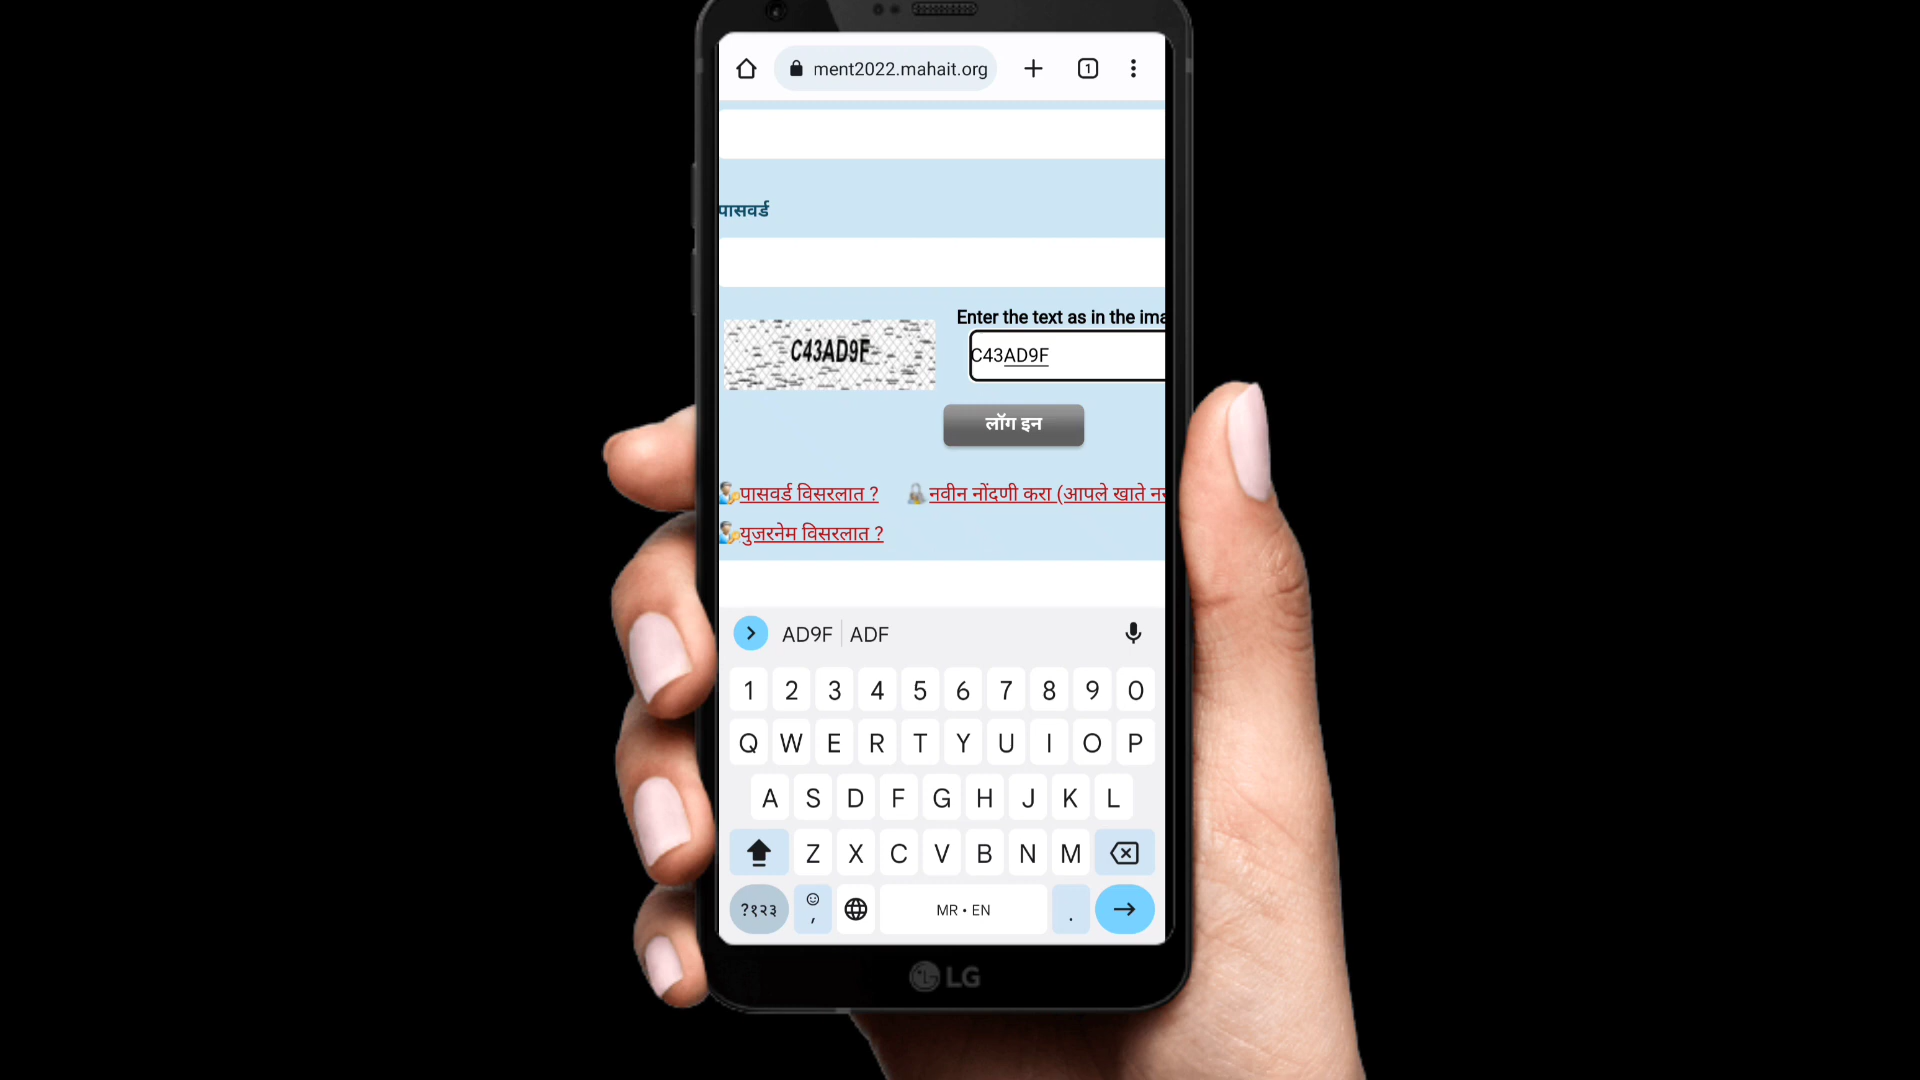 ment2022.mahait.org
1
पासवर्ड
Enter the text as in the ima
C43AD9F
C43AD9F
लॉग इन
पासवर्ड विसरलात ?
नवीन नोंदणी करा (आपले खाते
युजरनेम विसरलात ?
AD9F ADF
1 2 3 4 5 6 7 8 9 0
Q W E R T Y U I O P
A S D F G H J K L
Z X C V B N M
?१२३ , MR • EN .
LG